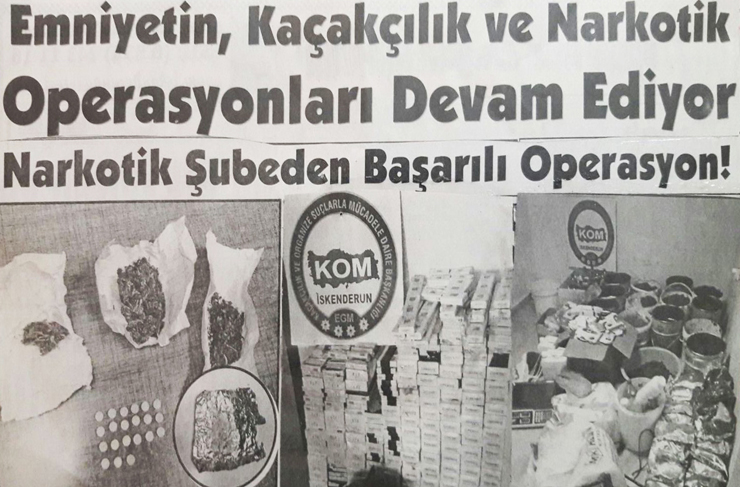 Emniyetin, Kaçakçılık ve Narkotik
Operasyonları Devam Ediyor
Narkotik Şubeden Başarılı Operasyon!
KAÇAKÇILIK VE ORGANİZE SUÇLARLA MÜCADELE DAİRE BAŞKANLIĞI
KOM
İSKENDERUN
EGM
KOM